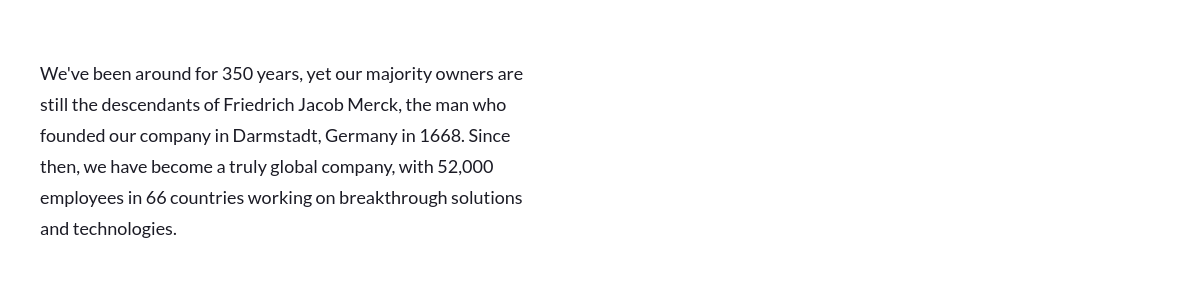 We've been around for 350 years, yet our majority owners are
still the descendants of Friedrich Jacob Merck, the man who
founded our company in Darmstadt, Germany in 1668. Since
then, we have become a truly global company, with 52,000
employees in 66 countries working on breakthrough solutions
and technologies.